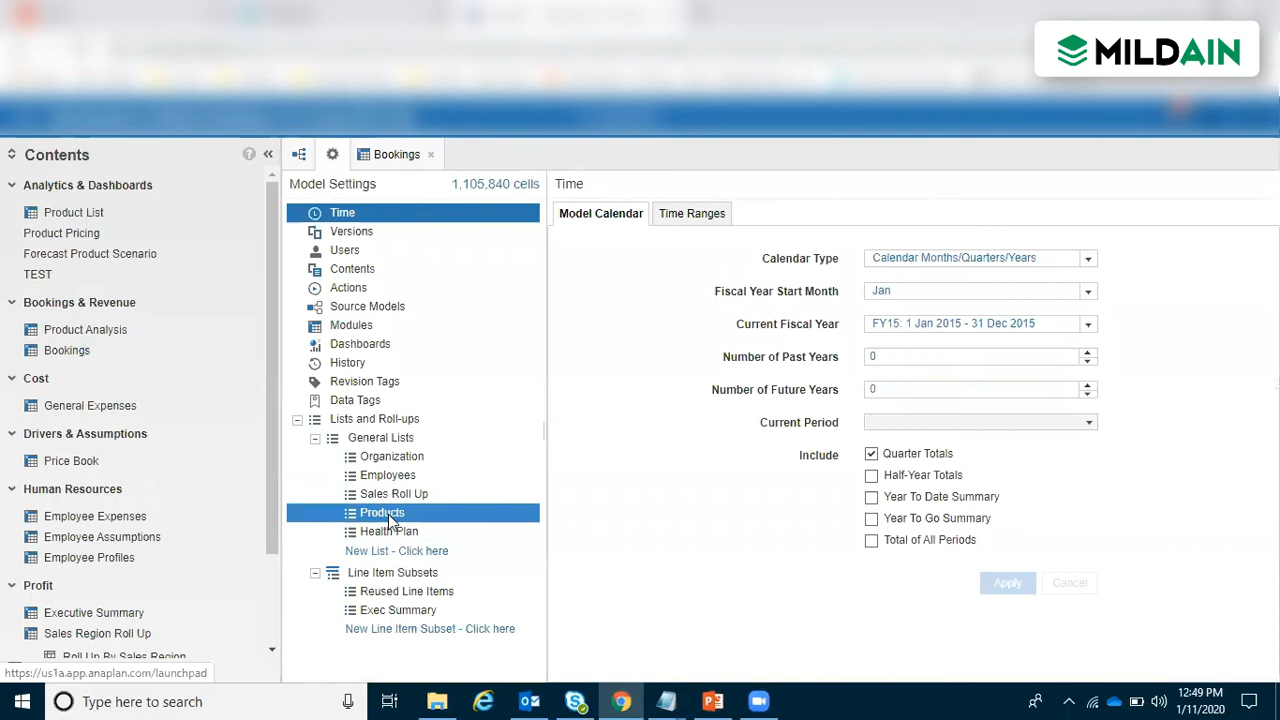 MILDAIN
Contents
Analytics & Dashboards
Product List
Product Pricing
Forecast Product Scenario
TEST
Bookings & Revenue
Product Analysis
Bookings
Cost
General Expenses
Drivers & Assumptions
Price Book
Human Resources
Employee Expenses
Employee Assumptions
Employee Profiles
Profit
Executive Summary
Sales Region Roll Up
Roll Up By Sales Region
https://us1a.app.anaplan.com/launchpad
Bookings
Model Settings 1,105,840 cells
Time
Versions
Users
Contents
Actions
Source Models
Modules
Dashboards
History
Revision Tags
Data Tags
Lists and Roll-ups
General Lists
Organization
Employees
Sales Roll Up
Products
Health Plan
New List - Click here
Line Item Subsets
Reused Line Items
Exec Summary
New Line Item Subset - Click here
Time
Model Calendar Time Ranges
Calendar Type Calendar Months/Quarters/Years
Fiscal Year Start Month Jan
Current Fiscal Year FY15: 1 Jan 2015 - 31 Dec 2015
Number of Past Years 0
Number of Future Years 0
Current Period
Include Quarter Totals
Half-Year Totals
Year To Date Summary
Year To Go Summary
Total of All Periods
Apply Cancel
Type here to search
12:49 PM
1/11/2020